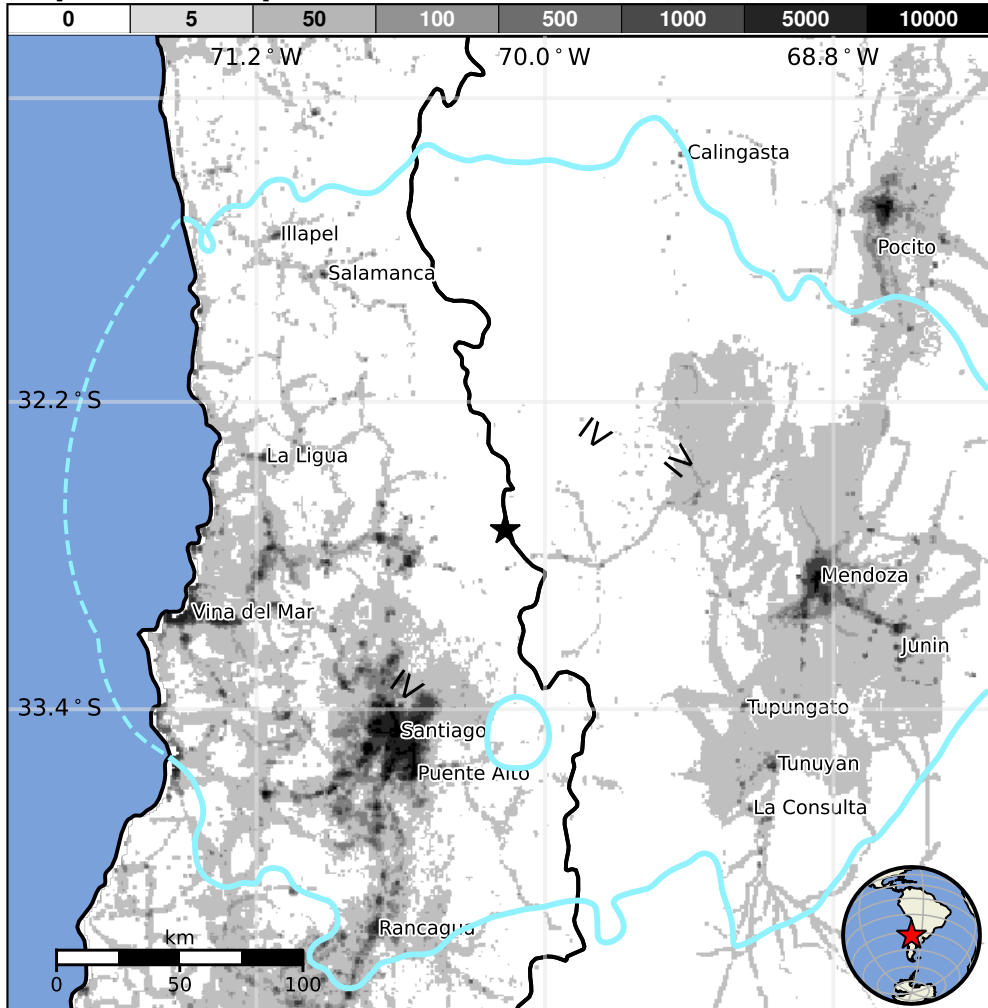 0 5 50 100 500 1000 5000 10000
71.2°W 70.0°W 68.8°W
Calingasta
Illapel
Pocito
Salamanca
32.2°S
IV
IV
La Ligua
Mendoza
Vina del Mar
Junin
IV
33.4°S
Tupungato
Santiago
Tunuyan
Puente Alto
La Consulta
Rancagua
km
0 50 100